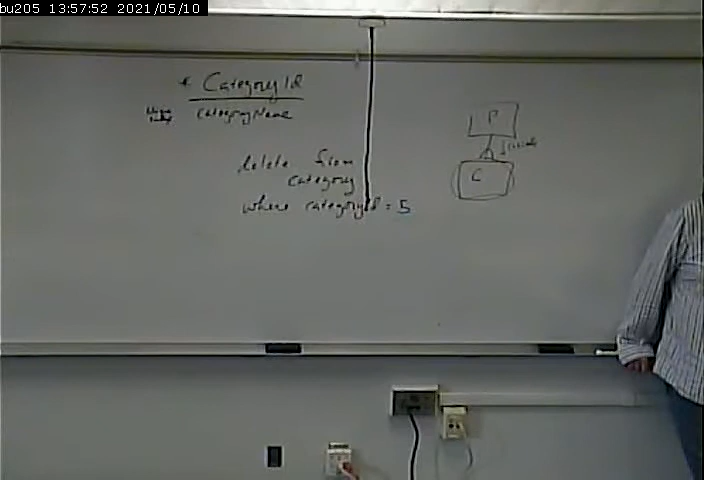 bu205 13:57:52 2021/05/10
* CategoryId
CategoryName
delete from
category
where categoryId = 5
P
C